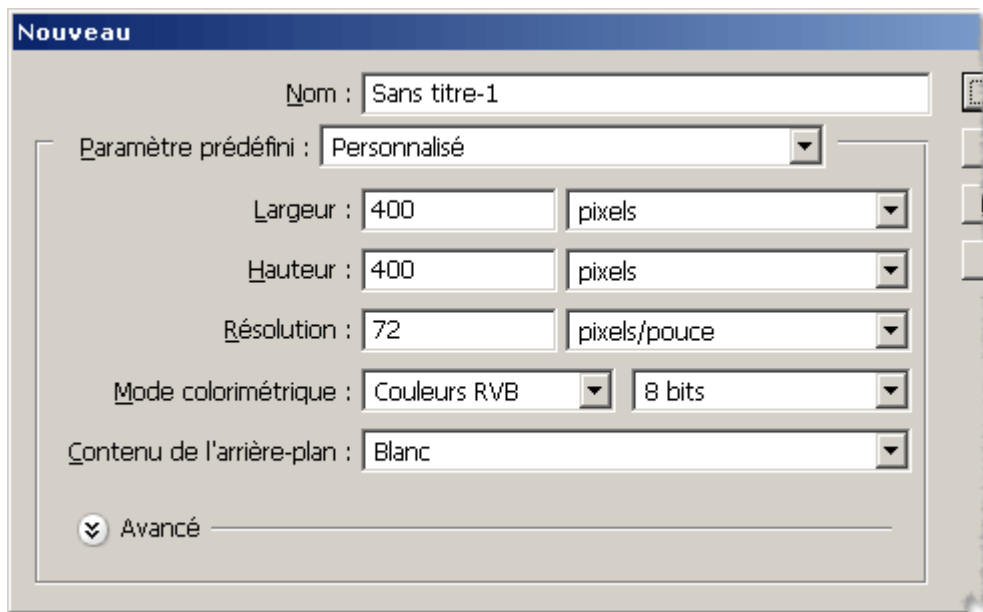 Nouveau
Nom : Sans titre-1
Paramètre prédéfini : Personnalisé
Largeur : 400 pixels
Hauteur : 400 pixels
Résolution : 72 pixels/pouce
Mode colorimétrique : Couleurs RVB 8 bits
Contenu de l'arrière-plan : Blanc
Avancé